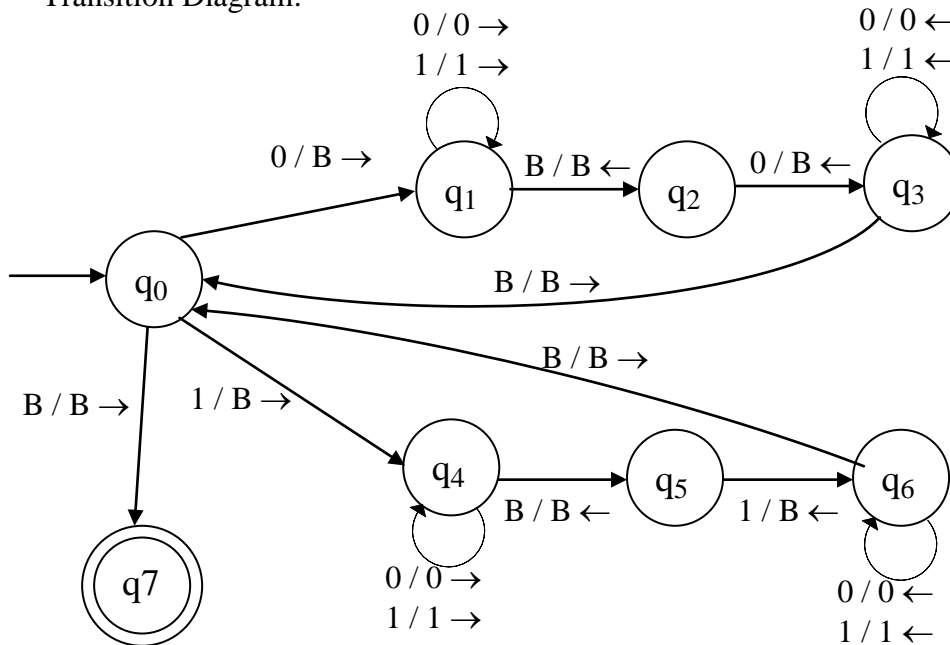 Transition Diagram:
0 / 0 →
1 / 1 →
0 / 0 ←
1 / 1 ←
0 / B →
B / B ←
0 / B ←
q1
q2
q3
q0
B / B →
B / B →
B / B →
1 / B →
q4
q5
q6
B / B ←
1 / B ←
q7
0 / 0 →
1 / 1 →
0 / 0 ←
1 / 1 ←